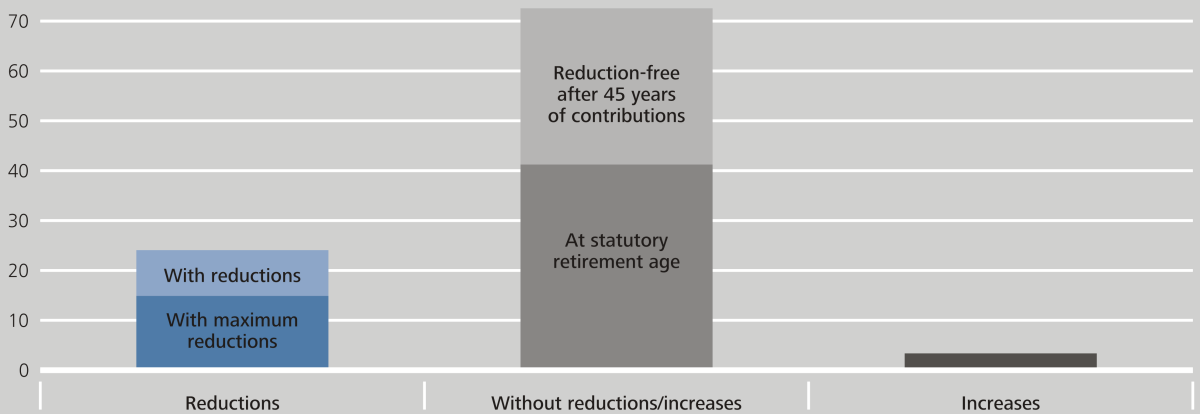 70
60
50
40
30
20
10
0
With reductions
With maximum
reductions
Reduction-free
after 45 years
of contributions
At statutory
retirement age
Reductions
Without reductions/increases
Increases